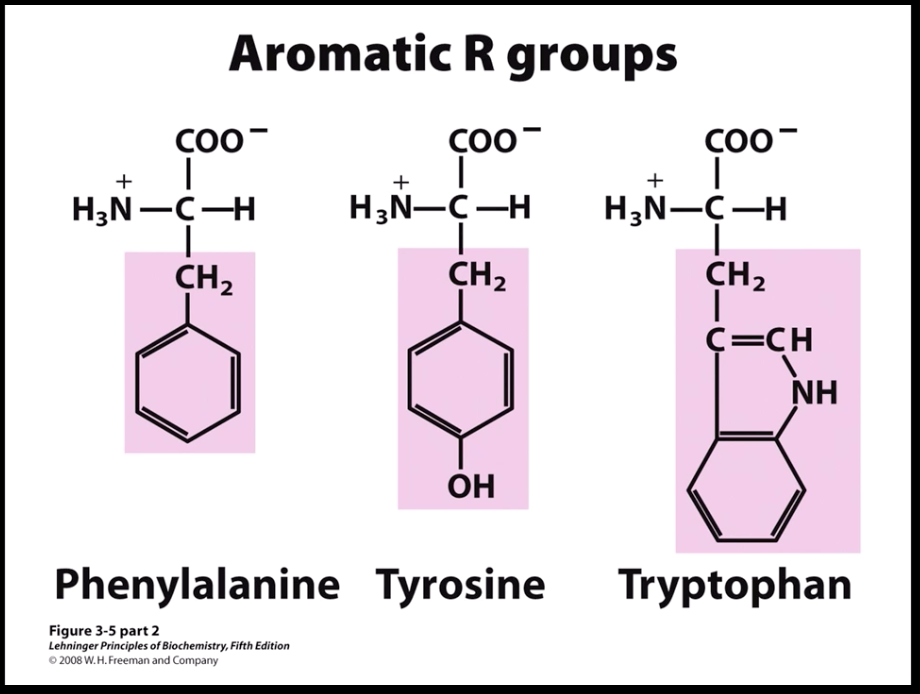 Aromatic R groups
COO⁻ COO⁻ COO⁻
+ + +
H₃N—C—H H₃N—C—H H₃N—C—H
CH₂ CH₂ CH₂
C=CH
NH
OH
Phenylalanine Tyrosine Tryptophan
Figure 3-5 part 2
Lehninger Principles of Biochemistry, Fifth Edition
© 2008 W. H. Freeman and Company